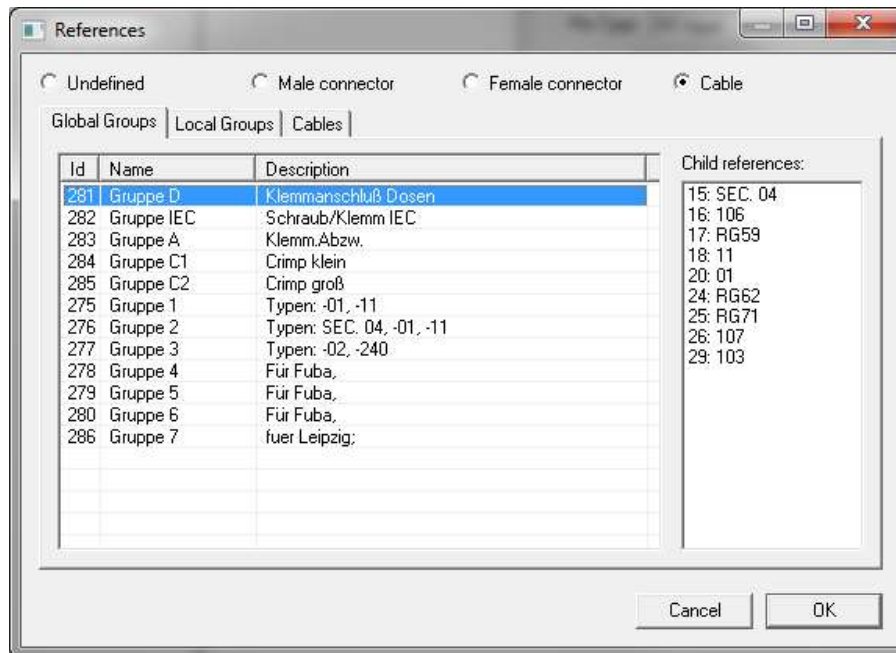 References
Undefined Male connector Female connector Cable
Global Groups Local Groups Cables
Id Name Description
281 Gruppe D Klemmanschluß Dosen
282 Gruppe IEC Schraub/Klemm IEC
283 Gruppe A Klemm.Abzw.
284 Gruppe C1 Crimp klein
285 Gruppe C2 Crimp groß
275 Gruppe 1 Typen: -01, -11
276 Gruppe 2 Typen: SEC. 04, -01, -11
277 Gruppe 3 Typen: -02, -240
278 Gruppe 4 Für Fuba,
279 Gruppe 5 Für Fuba,
280 Gruppe 6 Für Fuba,
286 Gruppe 7 fuer Leipzig;
Child references:
15: SEC. 04
16: 106
17: RG59
18: 11
20: 01
24: RG62
25: RG71
26: 107
29: 103
Cancel OK